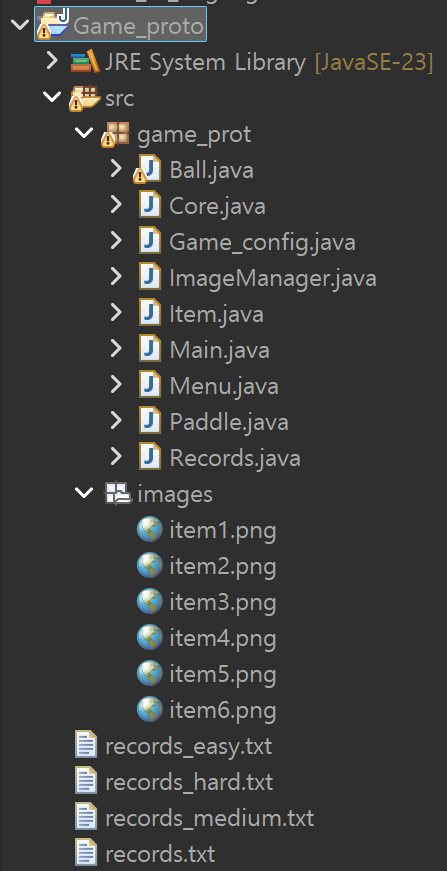 Game_proto
JRE System Library [JavaSE-23]
src
game_prot
Ball.java
Core.java
Game_config.java
ImageManager.java
Item.java
Main.java
Menu.java
Paddle.java
Records.java
images
item1.png
item2.png
item3.png
item4.png
item5.png
item6.png
records_easy.txt
records_hard.txt
records_medium.txt
records.txt